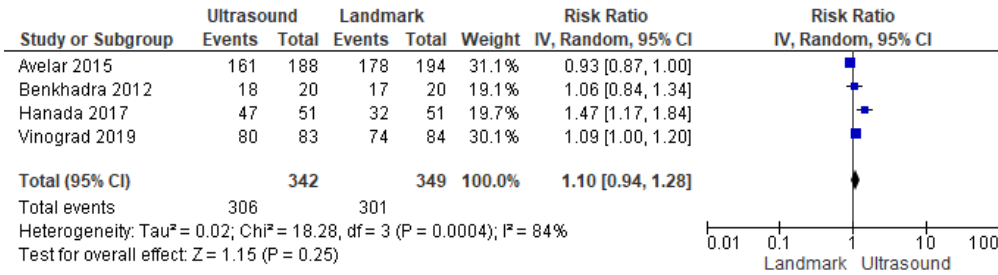 Ultrasound Landmark Risk Ratio Risk Ratio
Study or Subgroup Events Total Events Total Weight IV, Random, 95% CI IV, Random, 95% CI
Avelar 2015 161 188 178 194 31.1% 0.93 [0.87, 1.00]
Benkhadra 2012 18 20 17 20 19.1% 1.06 [0.84, 1.34]
Hanada 2017 47 51 32 51 19.7% 1.47 [1.17, 1.84]
Vinograd 2019 80 83 74 84 30.1% 1.09 [1.00, 1.20]
Total (95% CI) 342 349 100.0% 1.10 [0.94, 1.28]
Total events 306 301
Heterogeneity: Tau² = 0.02; Chi² = 18.28, df = 3 (P = 0.0004); I² = 84%
Test for overall effect: Z = 1.15 (P = 0.25)
0.01 0.1 1 10 100
Landmark Ultrasound